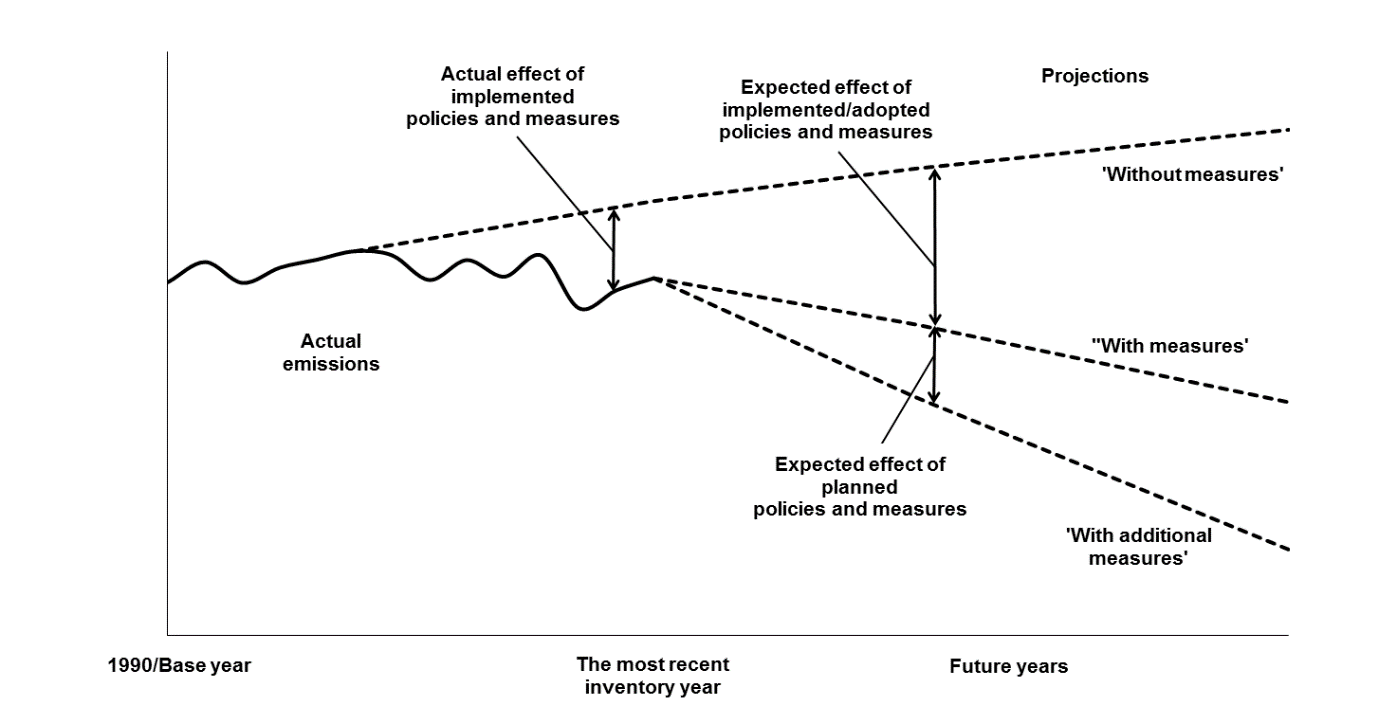 Actual effect of
implemented
policies and measures
Expected effect of
implemented/adopted
policies and measures
Projections
'Without measures'
Actual
emissions
"With measures'
Expected effect of
planned
policies and measures
'With additional
measures'
1990/Base year
The most recent
inventory year
Future years